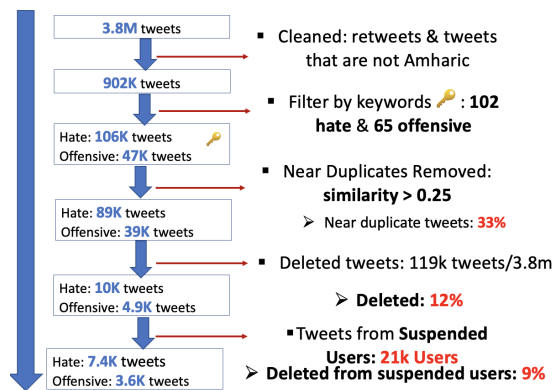 3.8M tweets
▪ Cleaned: retweets & tweets
that are not Amharic
902K tweets
▪ Filter by keywords 🔑 : 102
hate & 65 offensive
Hate: 106K tweets
Offensive: 47K tweets
▪ Near Duplicates Removed:
similarity > 0.25
➢ Near duplicate tweets: 33%
Hate: 89K tweets
Offensive: 39K tweets
▪ Deleted tweets: 119k tweets/3.8m
➢ Deleted: 12%
Hate: 10K tweets
Offensive: 4.9K tweets
▪Tweets from Suspended
Users: 21k Users
➢ Deleted from suspended users: 9%
Hate: 7.4K tweets
Offensive: 3.6K tweets